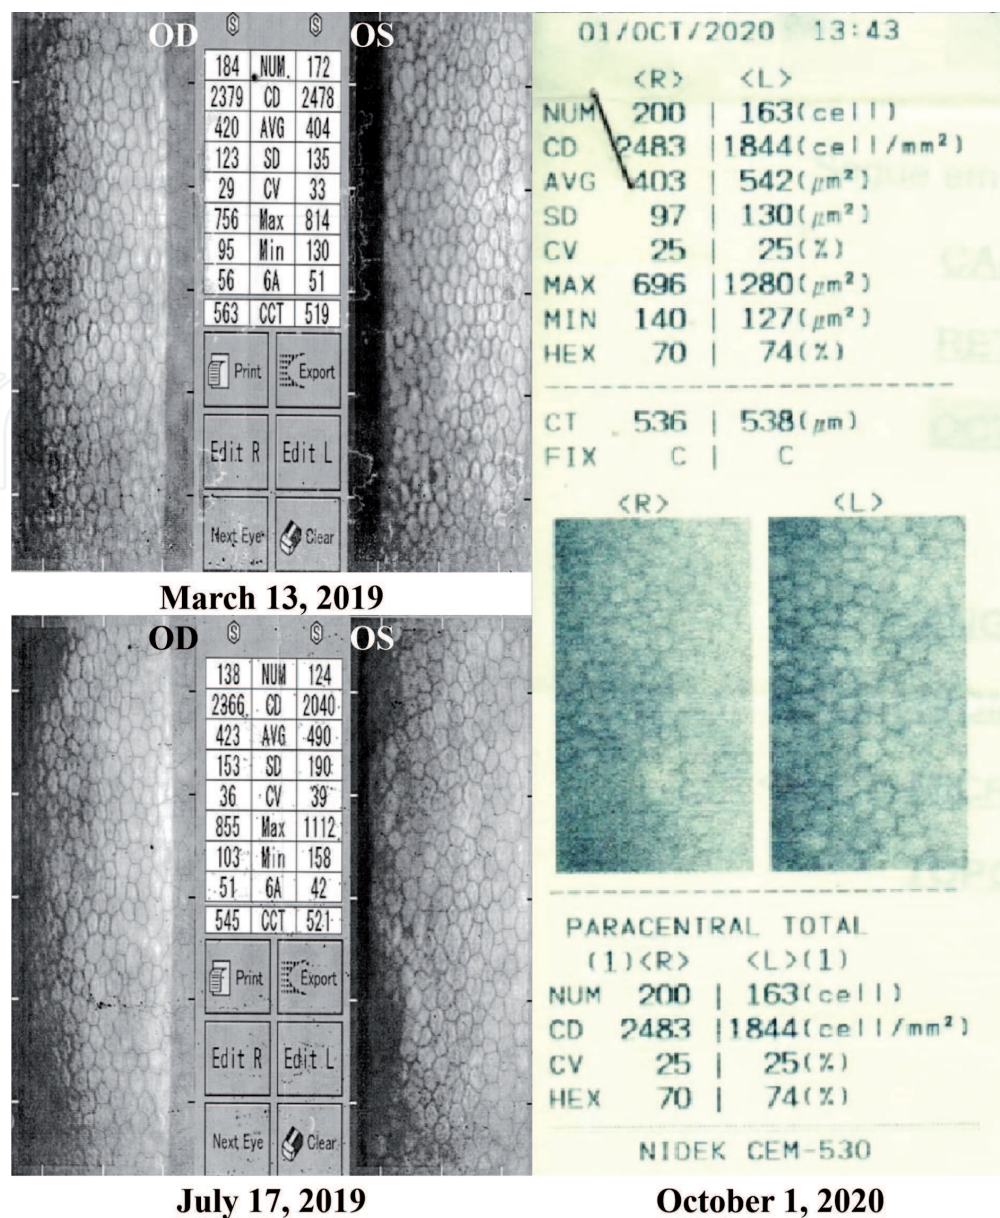 OD Ⓢ Ⓢ OS
184 NUM. 172
2379 CD 2478
420 AVG 404
123 SD 135
29 CV 33
756 Max 814
95 Min 130
56 6A 51
563 CCT 519
Print Export
Edit R Edit L
Next Eye Clear
March 13, 2019
OD Ⓢ Ⓢ OS
138 NUM 124
2366 CD 2040
423 AVG 490
153 SD 190
36 CV 39
855 Max 1112
103 Min 158
51 6A 42
545 CCT 521
Print Export
Edit R Edit L
Next Eye Clear
July 17, 2019
01/OCT/2020 13:43
<R> <L>
NUM 200 | 163(cell)
CD 2483 |1844(cell/mm²)
AVG 403 | 542(μm²)
SD 97 | 130(μm²)
CV 25 | 25(%)
MAX 696 |1280(μm²)
MIN 140 | 127(μm²)
HEX 70 | 74(%)
CT 536 | 538(μm)
FIX C | C
<R> <L>
PARACENTRAL TOTAL
(1)<R> <L>(1)
NUM 200 | 163(cell)
CD 2483 |1844(cell/mm²)
CV 25 | 25(%)
HEX 70 | 74(%)
NIDEK CEM-530
October 1, 2020